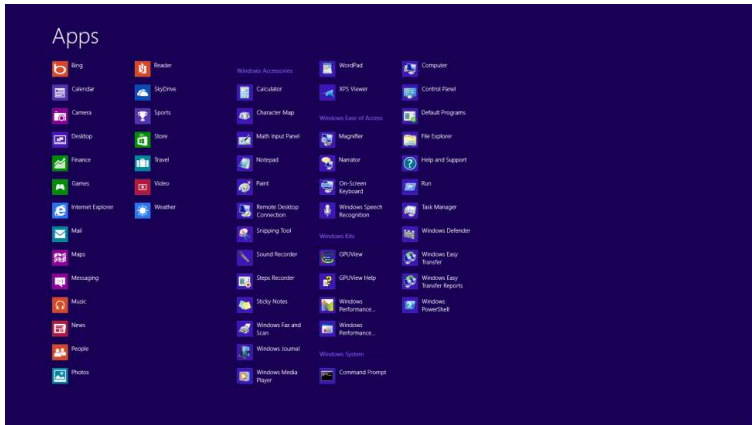 Apps
Bing
Calendar
Camera
Desktop
Finance
Games
Internet Explorer
Mail
Maps
Messaging
Music
News
People
Photos
Reader
SkyDrive
Sports
Store
Travel
Video
Weather
Windows Accessories
Calculator
Character Map
Math Input Panel
Notepad
Paint
Remote Desktop
Connection
Snipping Tool
Sound Recorder
Steps Recorder
Sticky Notes
Windows Fax and
Scan
Windows Journal
Windows Media
Player
WordPad
XPS Viewer
Windows Ease of Access
Magnifier
Narrator
On-Screen
Keyboard
Windows Speech
Recognition
Windows Kits
GPUView
GPUView Help
Windows
Performance...
Windows
Performance...
Windows System
Command Prompt
Computer
Control Panel
Default Programs
File Explorer
Help and Support
Run
Task Manager
Windows Defender
Windows Easy
Transfer
Windows Easy
Transfer Reports
Windows
PowerShell